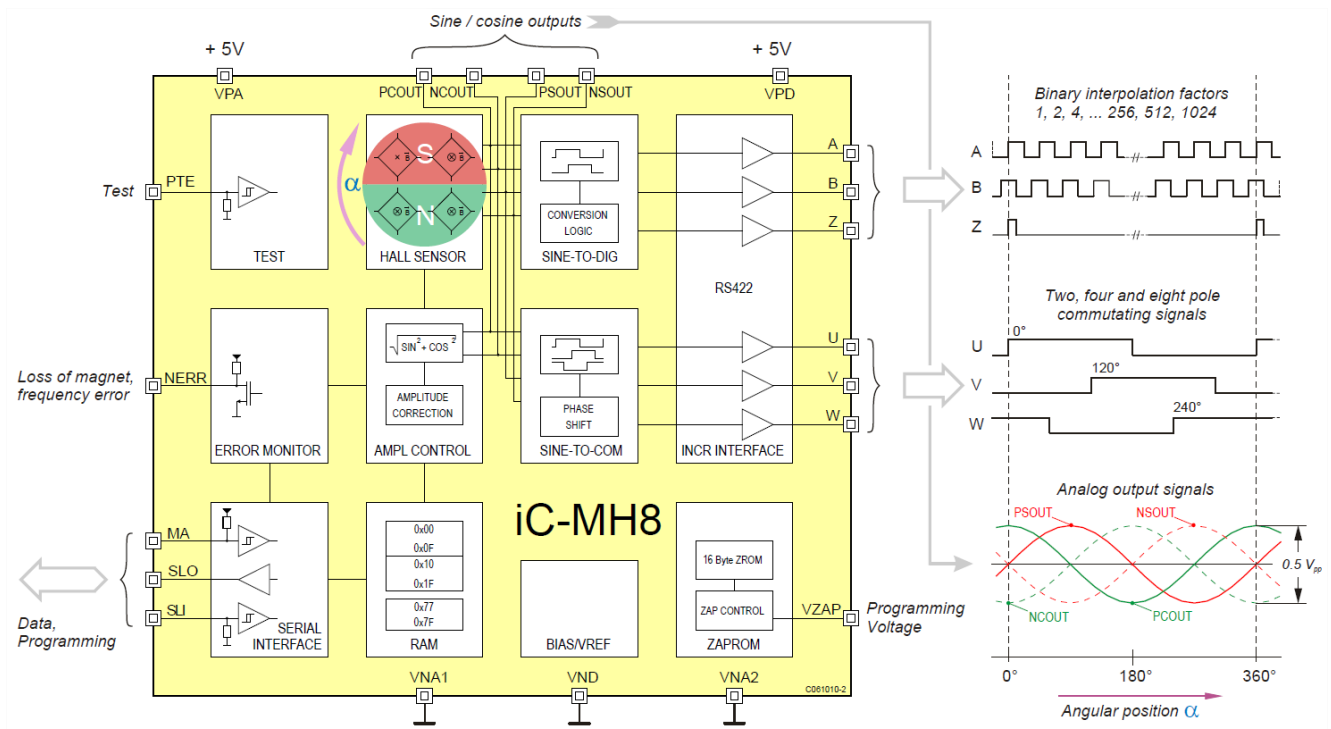 Sine / cosine outputs
+ 5V
+ 5V
VPA
PCOUT NCOUT
PSOUT NSOUT
VPD
Test
PTE
TEST
S
N
α
× B
⊗ B
⊗ B
⊗ B
HALL SENSOR
CONVERSION
LOGIC
SINE-TO-DIG
RS422
A
B
Z
Loss of magnet,
frequency error
NERR
ERROR MONITOR
√ SIN² + COS²
AMPLITUDE
CORRECTION
AMPL CONTROL
PHASE
SHIFT
SINE-TO-COM
INCR INTERFACE
U
V
W
iC-MH8
MA
SLO
SLI
Data,
Programming
SERIAL
INTERFACE
0x00
0x0F
0x10
0x1F
0x77
0x7F
RAM
BIAS/VREF
16 Byte ZROM
ZAP CONTROL
ZAPROM
VZAP
Programming
Voltage
VNA1
VND
VNA2
C061010-2
Binary interpolation factors
1, 2, 4, ... 256, 512, 1024
A
B
Z
Two, four and eight pole
commutating signals
U
0°
V
120°
W
240°
Analog output signals
PSOUT
NSOUT
0.5 Vpp
NCOUT
PCOUT
0°
180°
360°
Angular position α